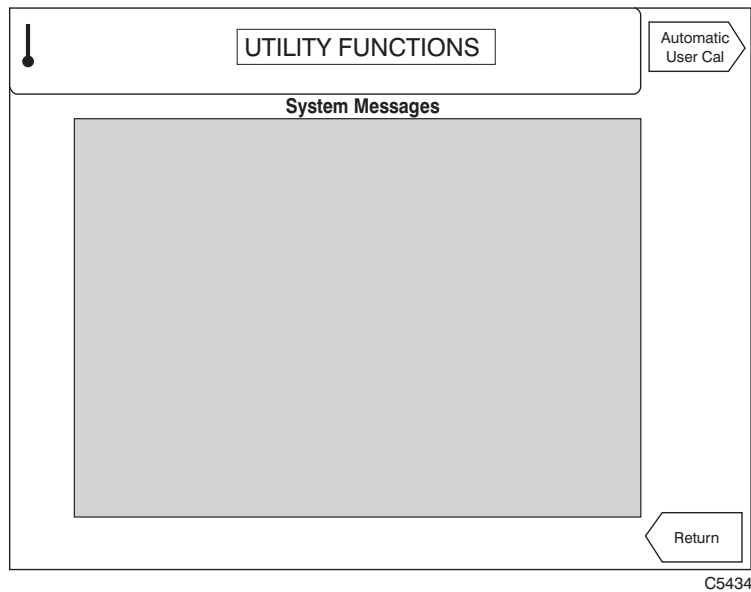 UTILITY FUNCTIONS
Automatic
User Cal
System Messages
Return
C5434